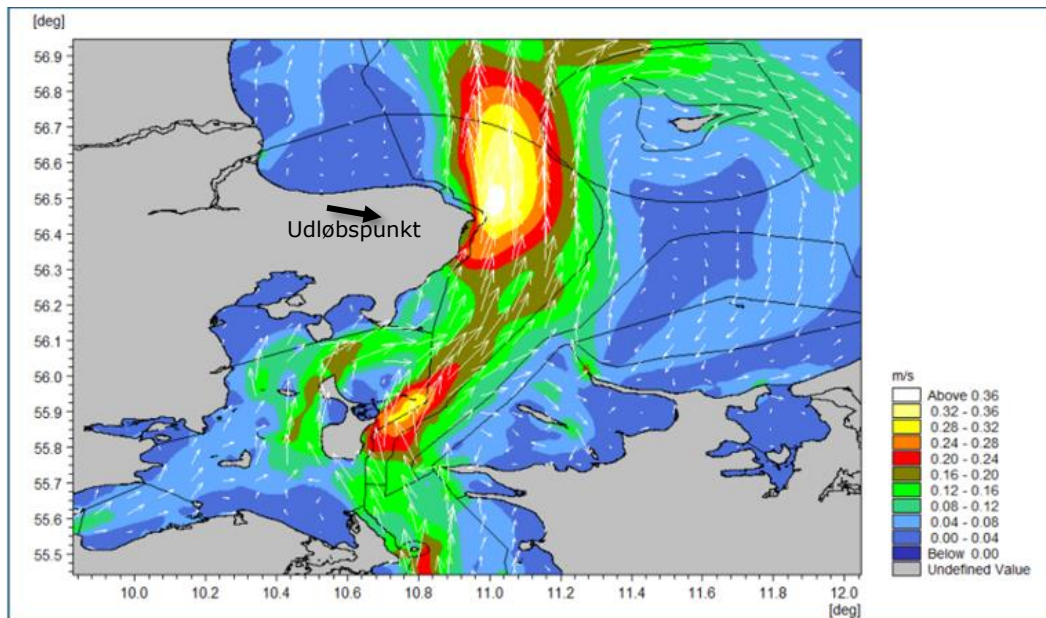 [deg]
56.9
56.8
56.7
56.6
56.5
56.4
56.3
56.2
56.1
56.0
55.9
55.8
55.7
55.6
55.5
Udløbspunkt
10.0 10.2 10.4 10.6 10.8 11.0 11.2 11.4 11.6 11.8 12.0
[deg]
m/s
Above 0.36
0.32 - 0.36
0.28 - 0.32
0.24 - 0.28
0.20 - 0.24
0.16 - 0.20
0.12 - 0.16
0.08 - 0.12
0.04 - 0.08
0.00 - 0.04
Below 0.00
Undefined Value